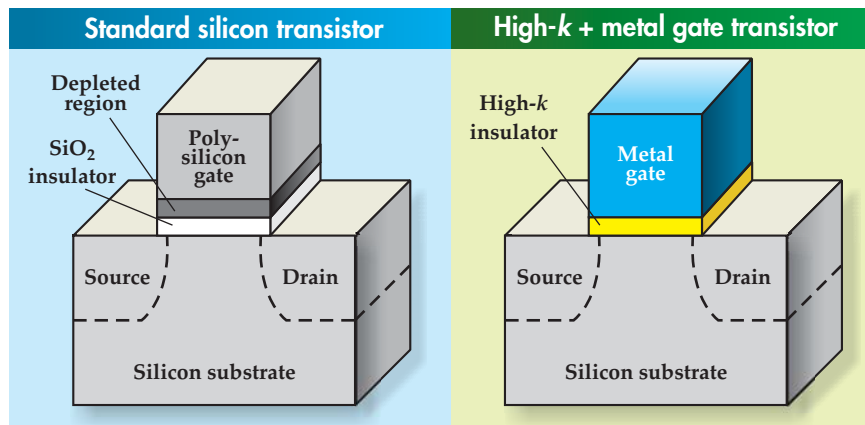 Standard silicon transistor
Depleted
region
SiO₂
insulator
Poly-
silicon
gate
Source
Drain
Silicon substrate
High-k + metal gate transistor
High-k
insulator
Metal
gate
Source
Drain
Silicon substrate